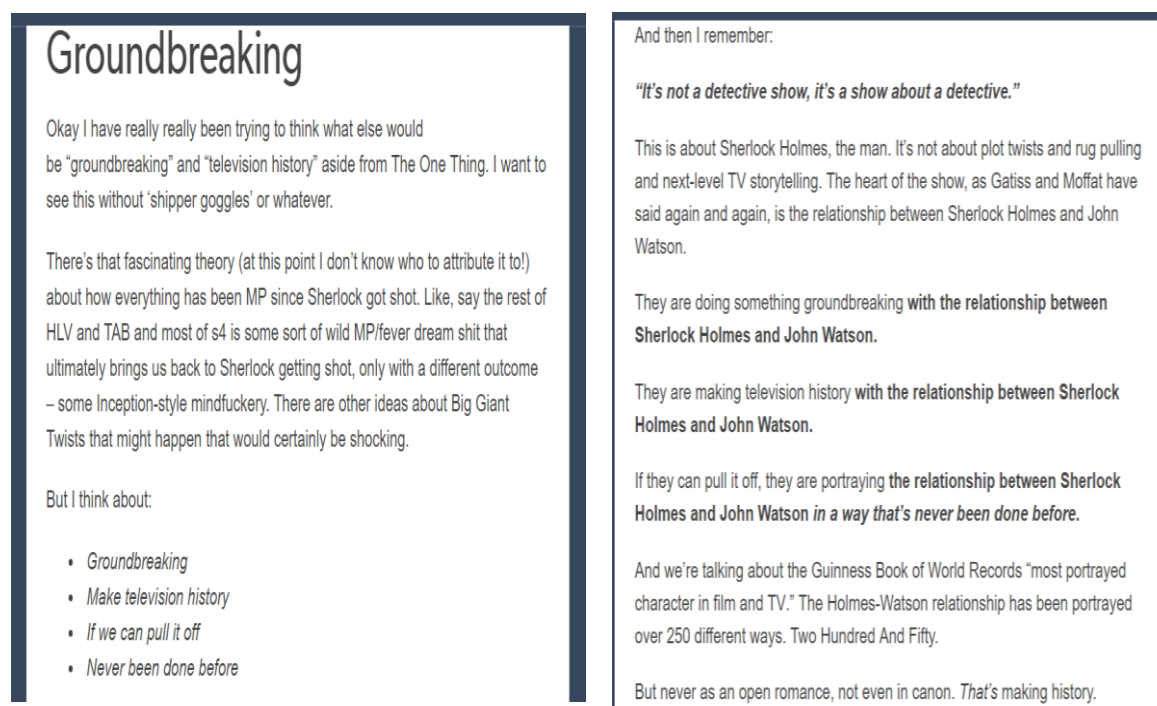 Groundbreaking
Okay I have really really been trying to think what else would
be “groundbreaking” and “television history” aside from The One Thing. I want to
see this without ‘shipper goggles’ or whatever.
There’s that fascinating theory (at this point I don’t know who to attribute it to!)
about how everything has been MP since Sherlock got shot. Like, say the rest of
HLV and TAB and most of s4 is some sort of wild MP/fever dream shit that
ultimately brings us back to Sherlock getting shot, only with a different outcome
– some Inception-style mindfuckery. There are other ideas about Big Giant
Twists that might happen that would certainly be shocking.
But I think about:
• Groundbreaking
• Make television history
• If we can pull it off
• Never been done before
And then I remember:
“It’s not a detective show, it’s a show about a detective.”
This is about Sherlock Holmes, the man. It’s not about plot twists and rug pulling
and next-level TV storytelling. The heart of the show, as Gatiss and Moffat have
said again and again, is the relationship between Sherlock Holmes and John
Watson.
They are doing something groundbreaking with the relationship between
Sherlock Holmes and John Watson.
They are making television history with the relationship between Sherlock
Holmes and John Watson.
If they can pull it off, they are portraying the relationship between Sherlock
Holmes and John Watson in a way that’s never been done before.
And we’re talking about the Guinness Book of World Records “most portrayed
character in film and TV.” The Holmes-Watson relationship has been portrayed
over 250 different ways. Two Hundred And Fifty.
But never as an open romance, not even in canon. That’s making history.